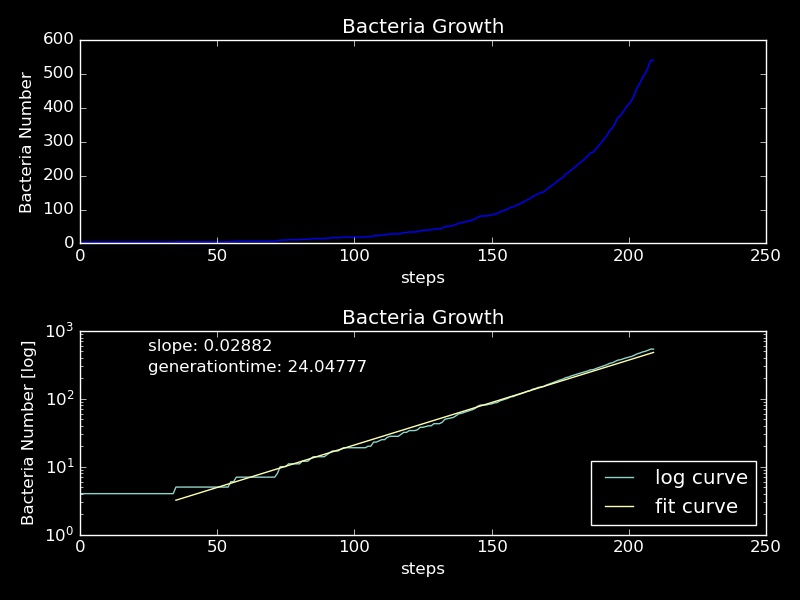 Bacteria Growth
600
500
400
300
200
100
0
Bacteria Number
0 50 100 150 200 250
steps
Bacteria Growth
slope: 0.02882
generationtime: 24.04777
10³
10²
10¹
10⁰
Bacteria Number [log]
log curve
fit curve
0 50 100 150 200 250
steps